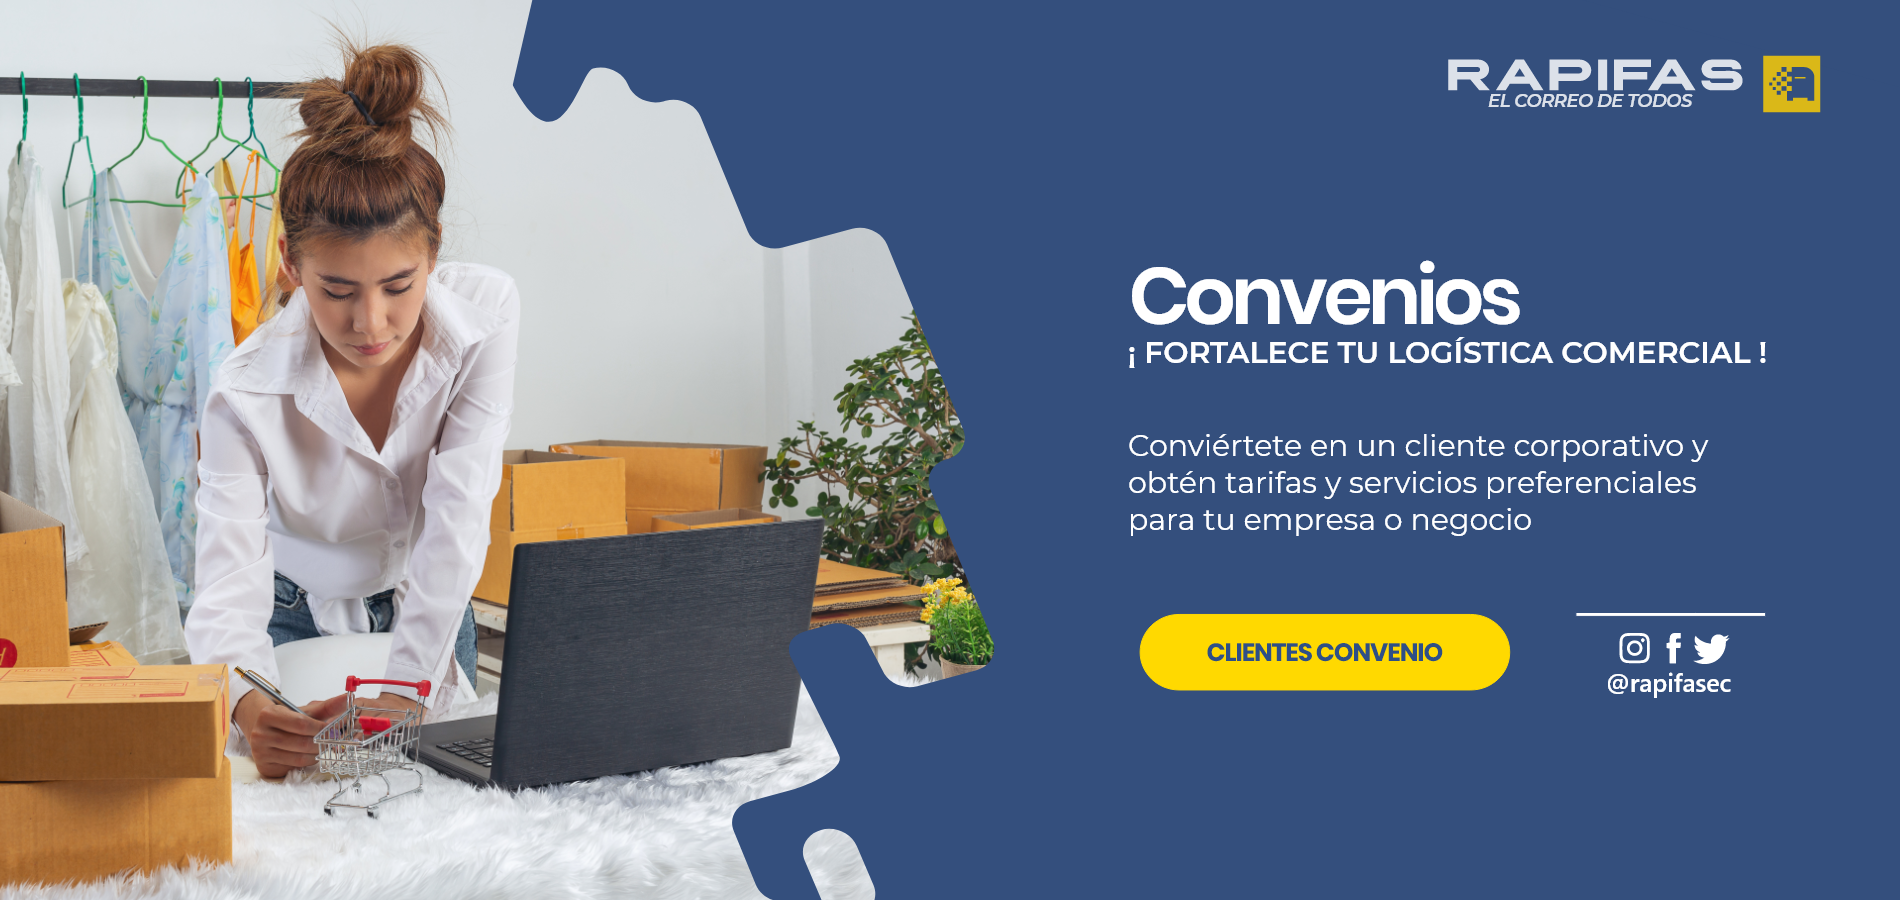 RAPIFAS
EL CORREO DE TODOS
Convenios
¡ FORTALECE TU LOGÍSTICA COMERCIAL !
Conviértete en un cliente corporativo y
obtén tarifas y servicios preferenciales
para tu empresa o negocio
CLIENTES CONVENIO
@rapifasec